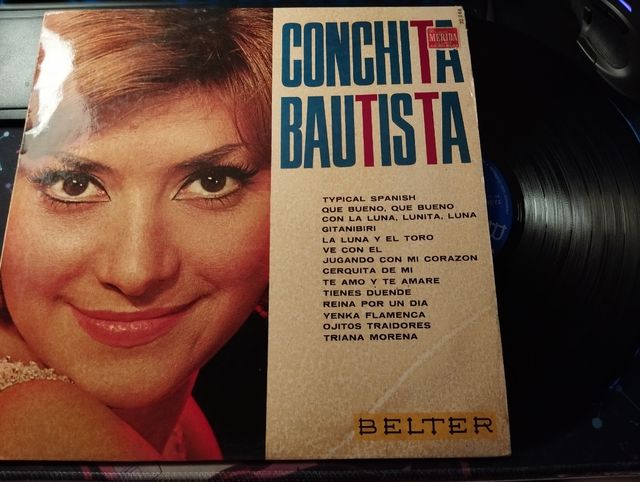 CONCHITA
BAUTISTA
MERIDA
TYPICAL SPANISH
QUE BUENO, QUE BUENO
CON LA LUNA, LUNITA, LUNA
GITANIBIRI
LA LUNA Y EL TORO
VE CON EL
JUGANDO CON MI CORAZON
CERQUITA DE MI
TE AMO Y TE AMARE
TIENES DUENDE
REINA POR UN DIA
YENKA FLAMENCA
OJITOS TRAIDORES
TRIANA MORENA
BELTER